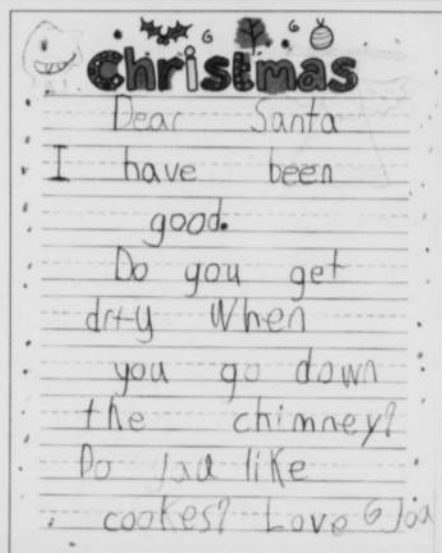 Christmas
Dear Santa
I have been
good.
Do you get
drty When
you go down
the chimney?
Do you like
cookes? Love